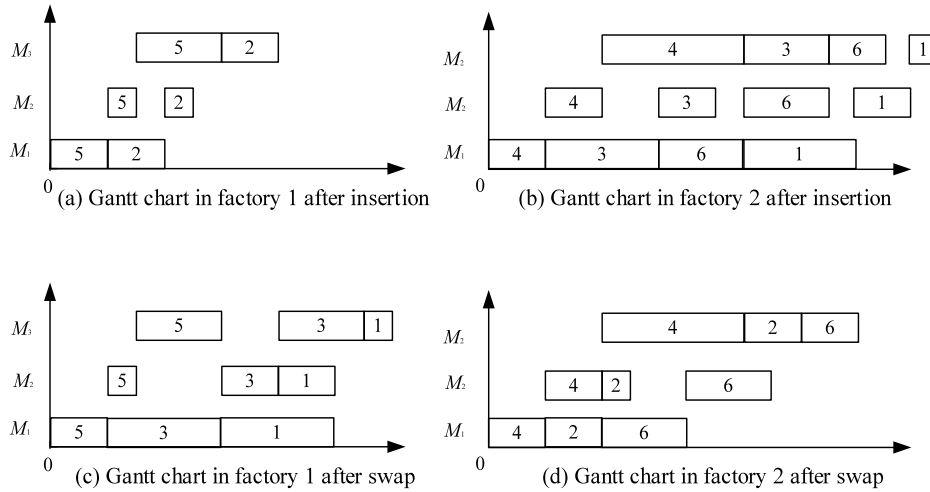 M₃ 5 2
M₂ 5 2
M₁ 5 2
0
(a) Gantt chart in factory 1 after insertion
M₂ 4 3 6 1
M₂ 4 3 6 1
M₁ 4 3 6 1
0
(b) Gantt chart in factory 2 after insertion
M₃ 5 3 1
M₂ 5 3 1
M₁ 5 3 1
0
(c) Gantt chart in factory 1 after swap
M₂ 4 2 6
M₂ 4 2 6
M₁ 4 2 6
0
(d) Gantt chart in factory 2 after swap